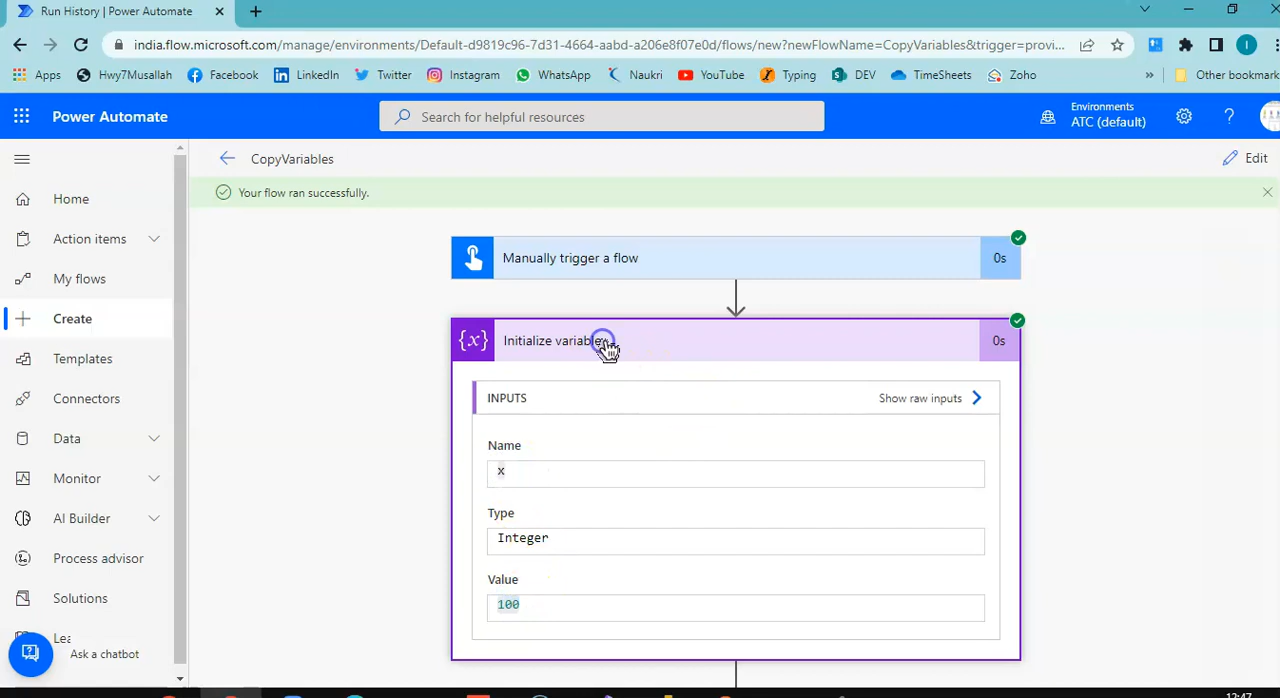 Run History | Power Automate
india.flow.microsoft.com/manage/environments/Default-d9819c96-7d31-4664-aabd-a206e8f07e0d/flows/new?newFlowName=CopyVariables&trigger=provi...
Apps Hwy7Musallah Facebook LinkedIn Twitter Instagram WhatsApp Naukri YouTube Typing DEV TimeSheets Zoho » Other bookmark
Power Automate
Search for helpful resources
Environments
ATC (default)
CopyVariables
Edit
Your flow ran successfully.
Home
Action items
My flows
Create
Templates
Connectors
Data
Monitor
AI Builder
Process advisor
Solutions
Lea
Ask a chatbot
Manually trigger a flow
0s
{x} Initialize variable
0s
INPUTS
Show raw inputs
Name
x
Type
Integer
Value
100
12:47